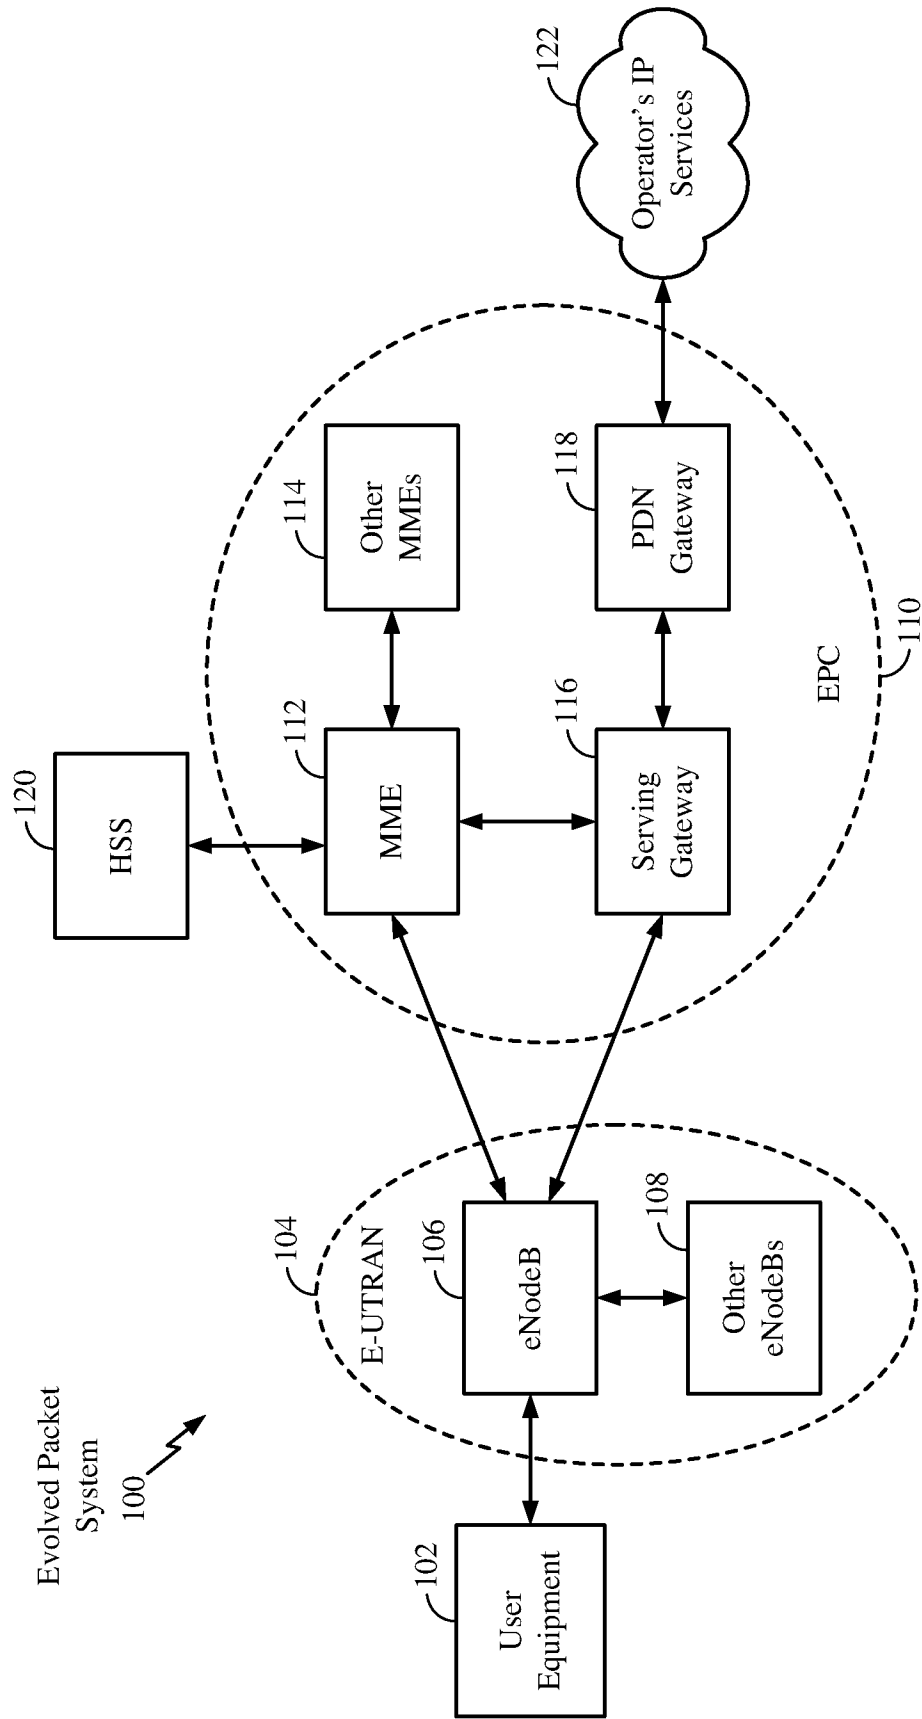 Evolved Packet
System
100
120
HSS
104
E-UTRAN
102
User
Equipment
106
eNodeB
108
Other
eNodeBs
112
MME
114
Other
MMEs
116
Serving
Gateway
118
PDN
Gateway
EPC
110
122
Operator's IP
Services